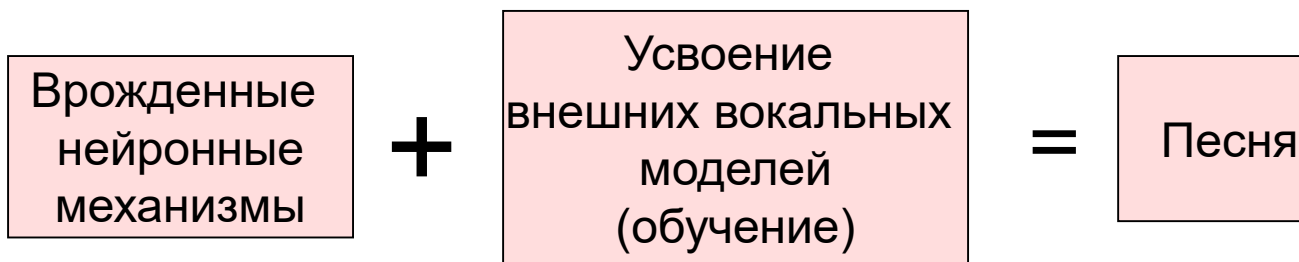 Врожденные
нейронные
механизмы
+
Усвоение
внешних вокальных
моделей
(обучение)
=
Песня